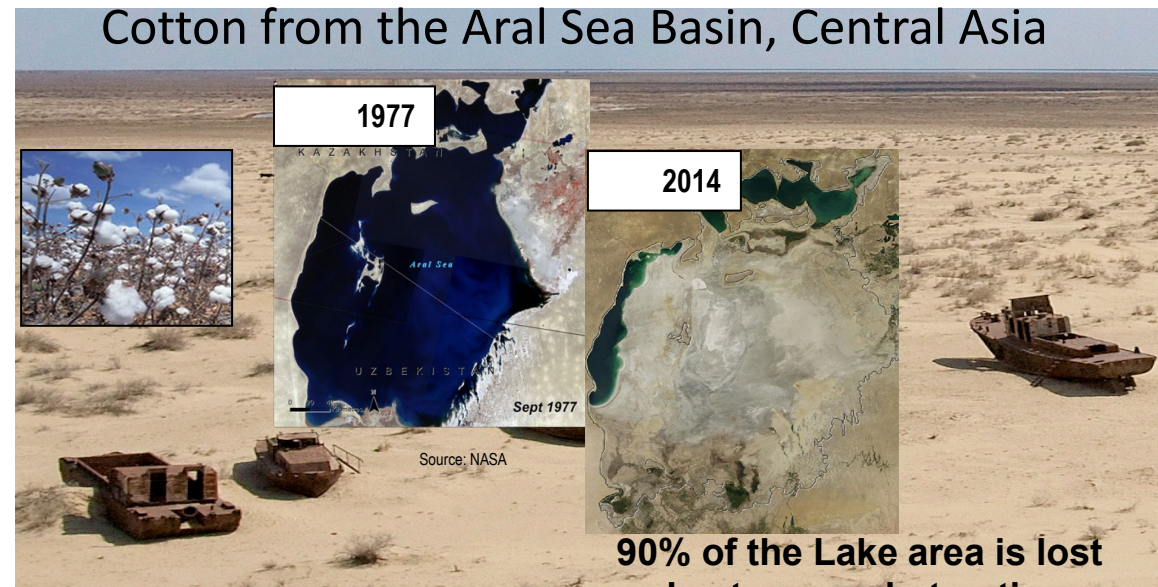 Cotton from the Aral Sea Basin, Central Asia
1977
KAZAKHSTAN
2014
Aral Sea
UZBEKISTAN
N
Sept 1977
Source: NASA
90% of the Lake area is lost